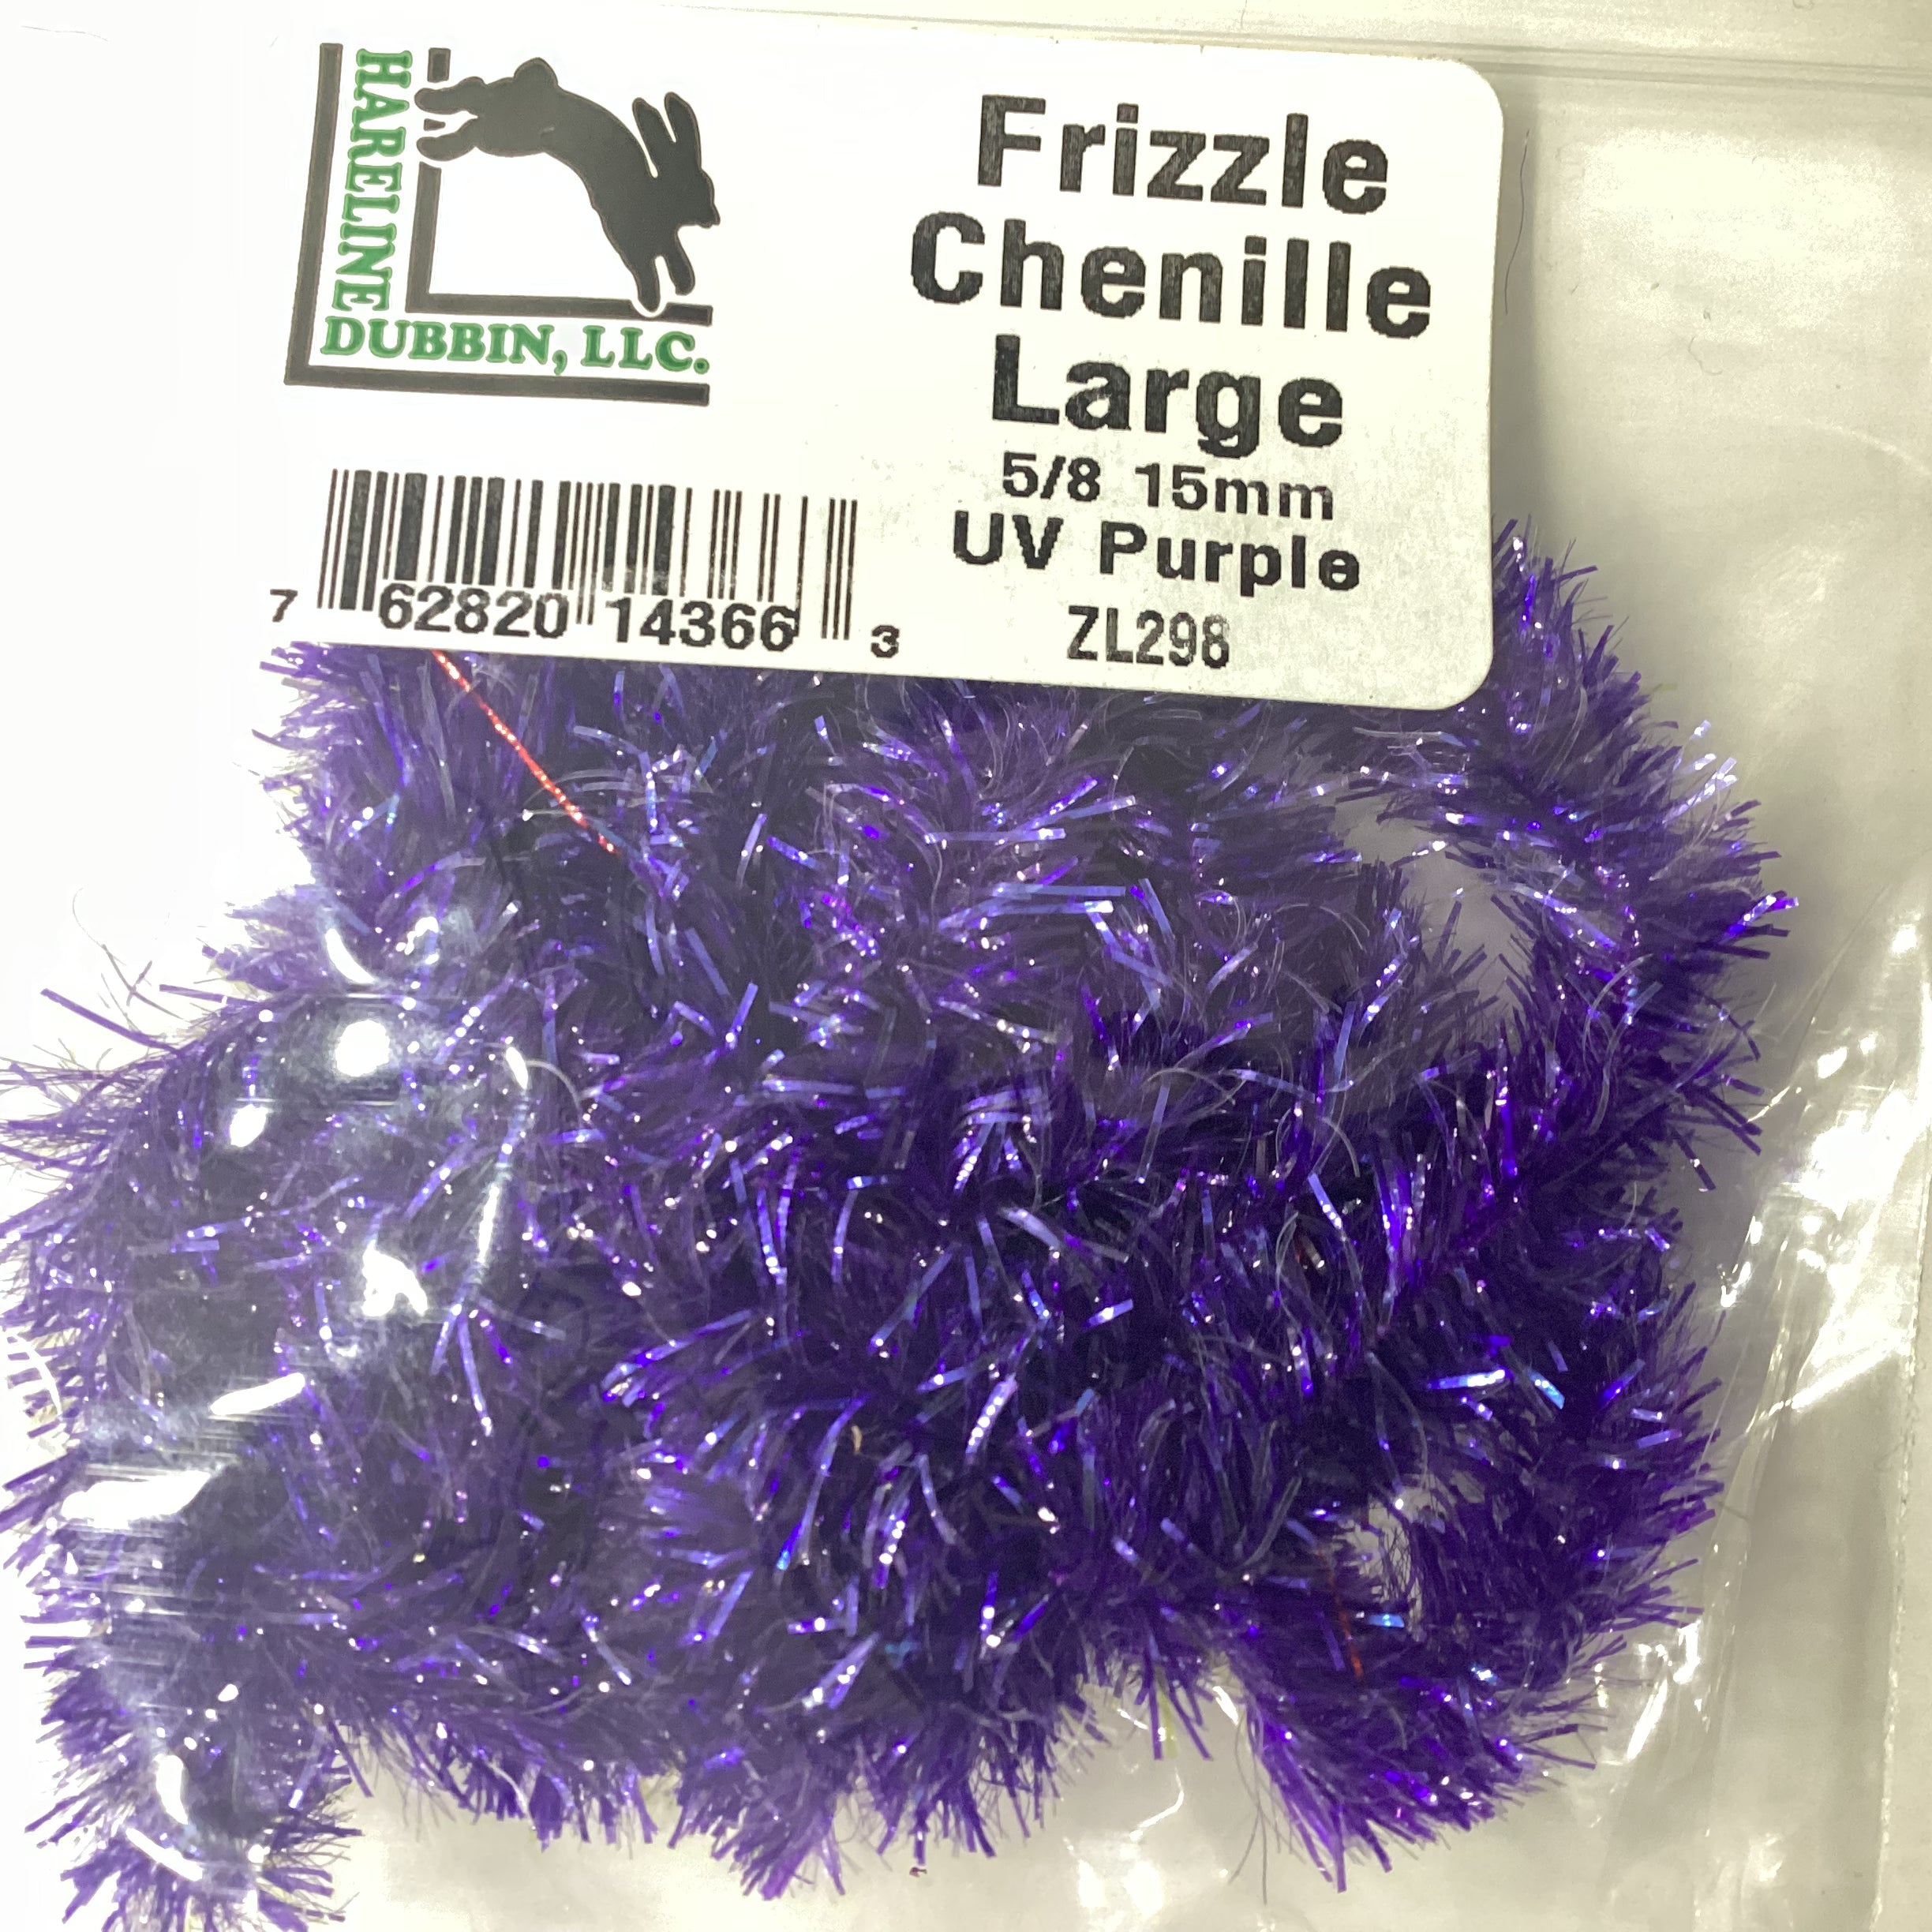 HARELINE
DUBBIN, LLC.
Frizzle
Chenille
Large
5/8 15mm
UV Purple
ZL298
7 62820 14366 3